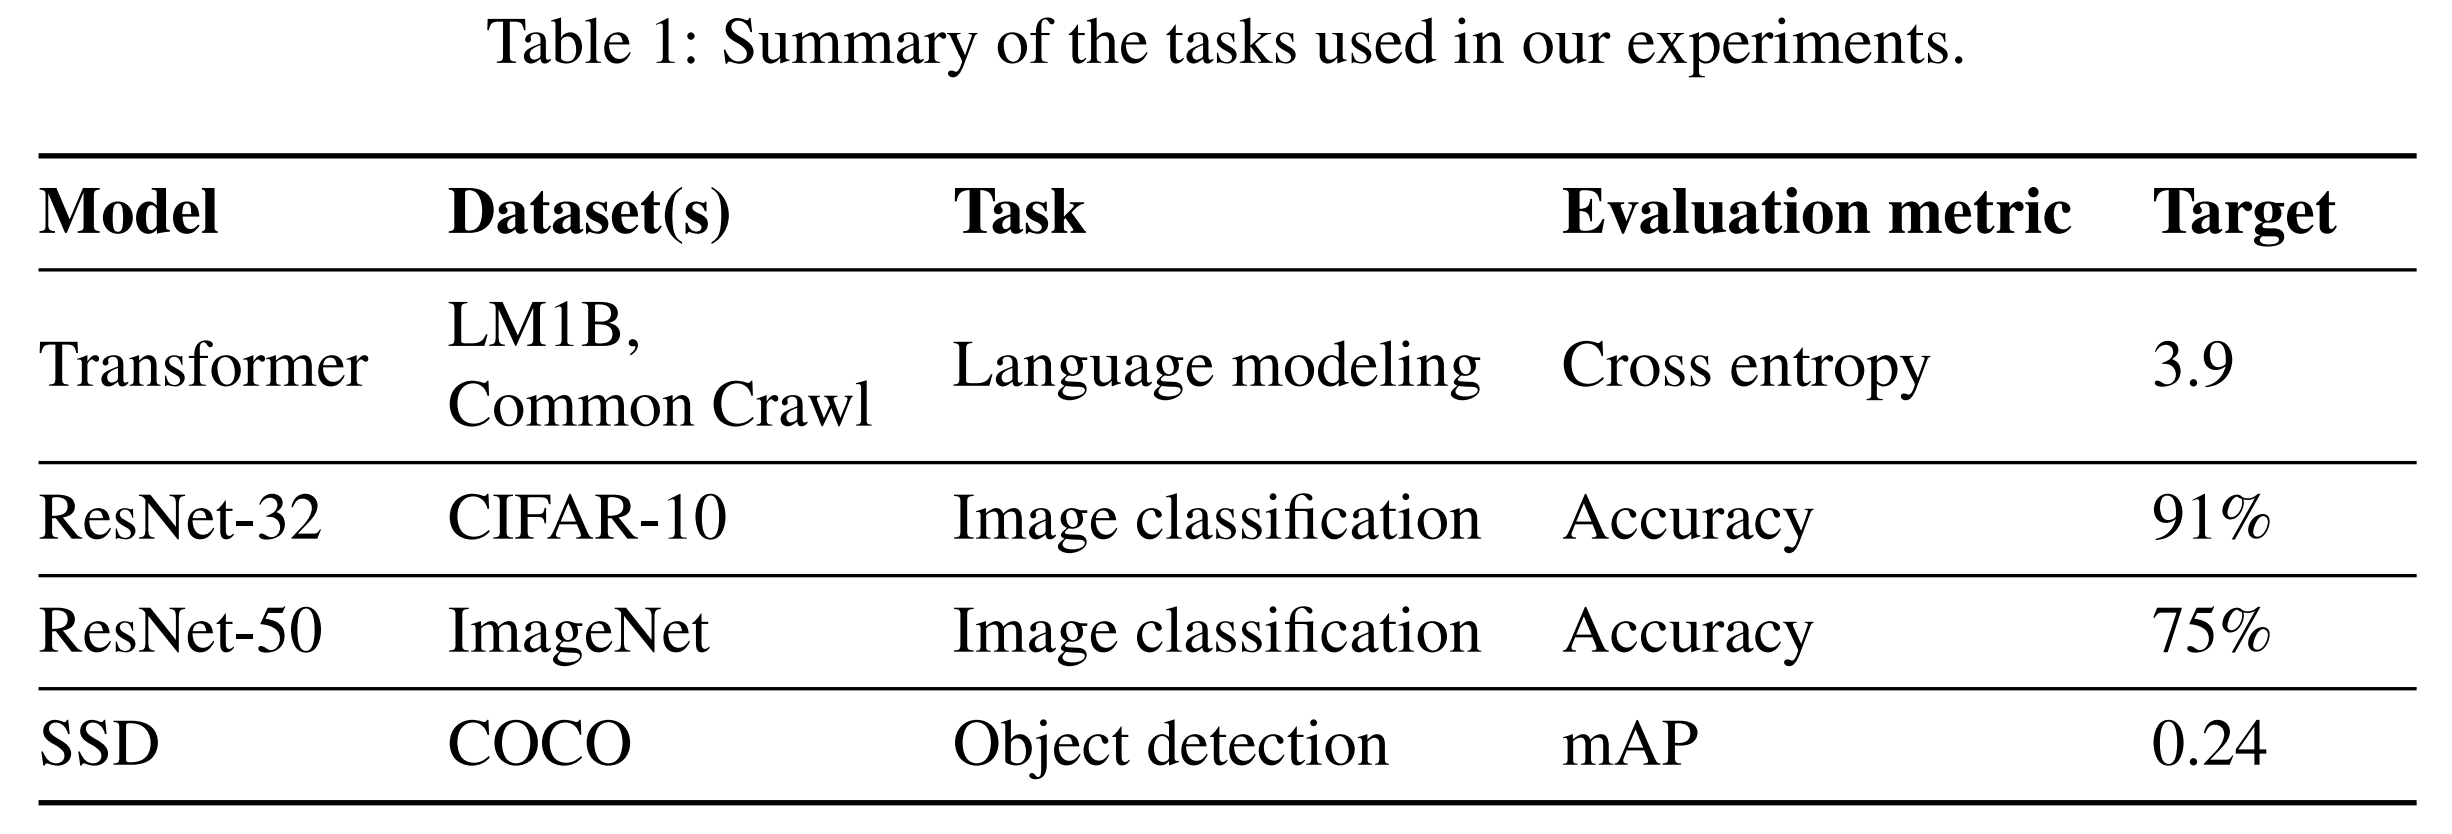 Table 1: Summary of the tasks used in our experiments.
Model Dataset(s) Task Evaluation metric Target
Transformer LM1B, Common Crawl Language modeling Cross entropy 3.9
ResNet-32 CIFAR-10 Image classification Accuracy 91%
ResNet-50 ImageNet Image classification Accuracy 75%
SSD COCO Object detection mAP 0.24